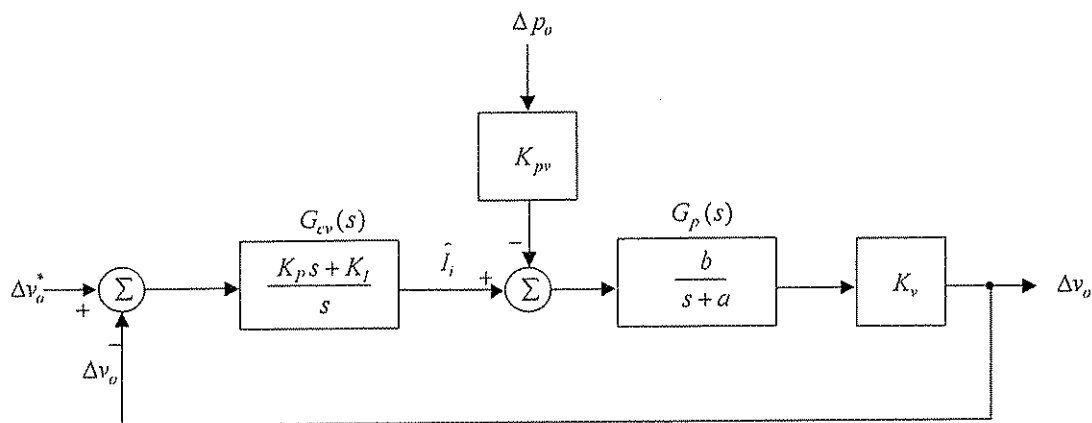 Δp_o
K_pv
G_cv(s)
G_p(s)
K_p s + K_I
s
Î_i
b
s + a
K_v
Δv_o^*
Σ
+
−
+
Σ
−
Δv_o
Δv_o